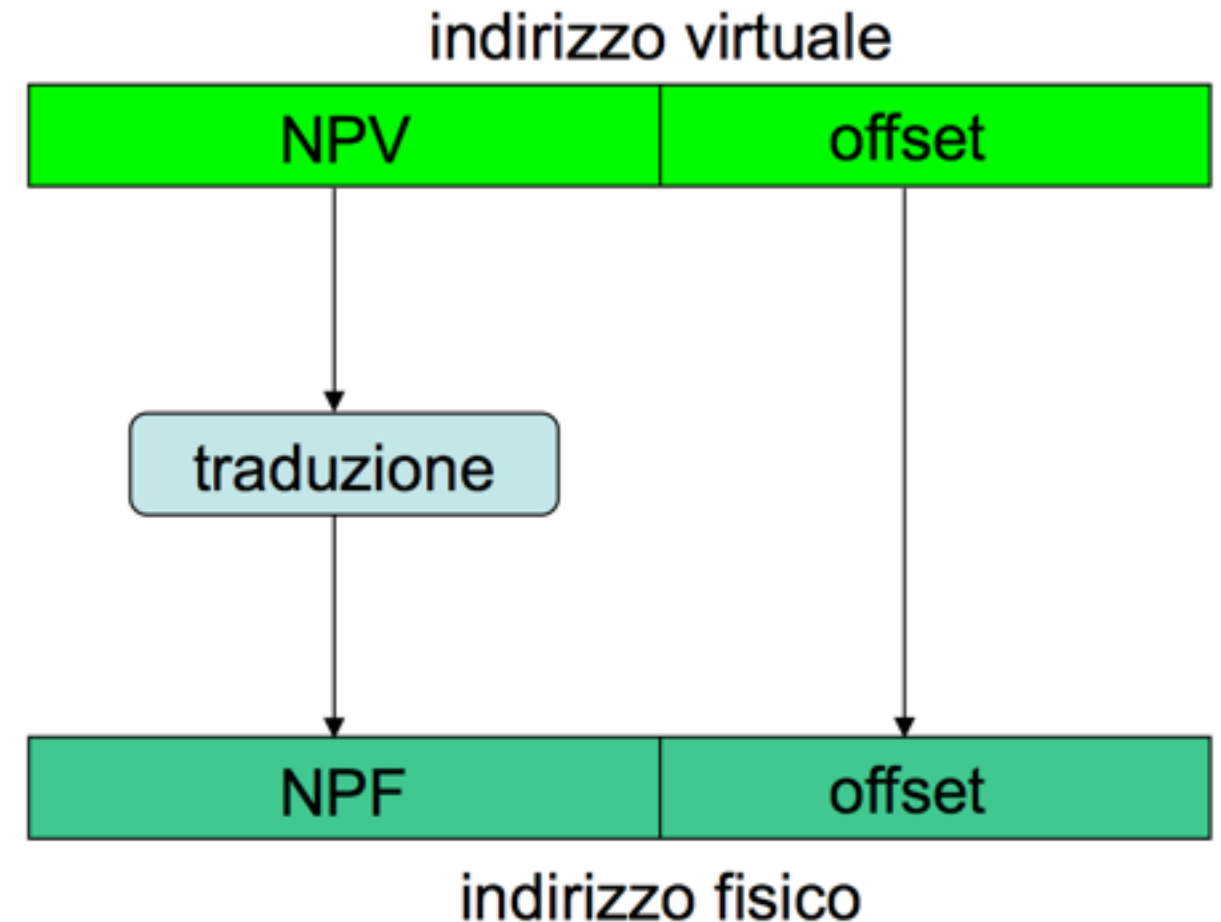 indirizzo virtuale
NPV offset
traduzione
NPF offset
indirizzo fisico